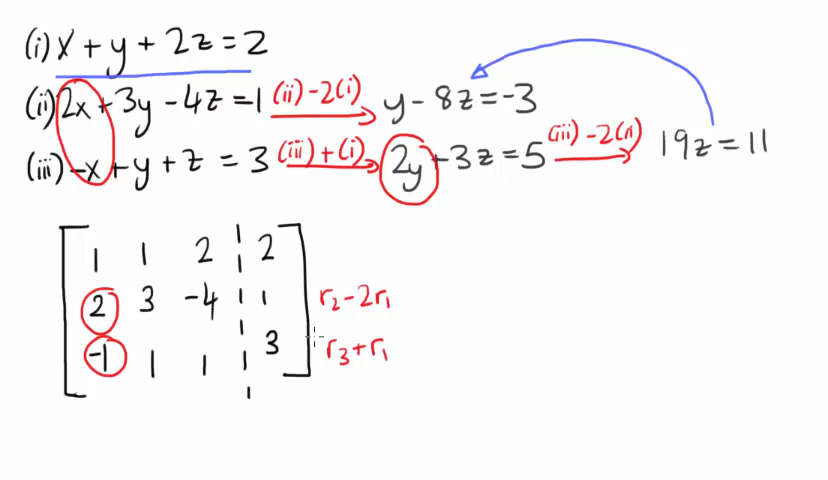 (i) x + y + 2z = 2
(ii) 2x + 3y - 4z = 1 (ii) - 2(i) y - 8z = -3
(iii) -x + y + z = 3 (iii) + (i) 2y + 3z = 5 (iii) - 2(ii) 19z = 11
1 1 2 2
2 3 -4 1 r₂ - 2r₁
-1 1 1 3 r₃ + r₁